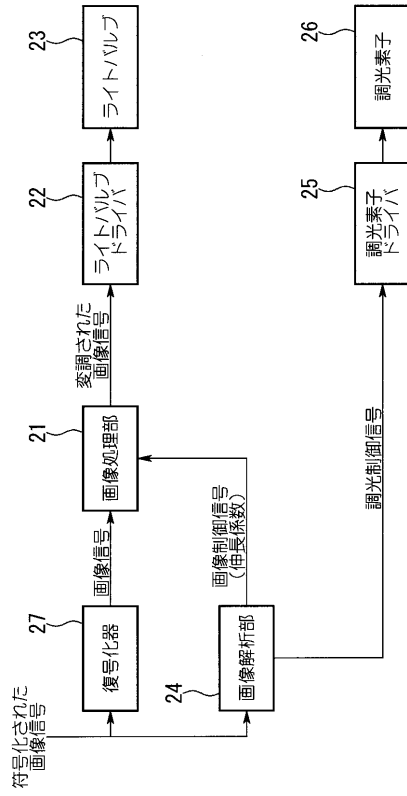 符号化された
画像信号
27
復号化器
画像信号
21
画像処理部
変調された
画像信号
22
ライトバルブ
ドライバ
23
ライトバルブ
24
画像解析部
画像制御信号
(伸長係数)
調光制御信号
25
調光素子
ドライバ
26
調光素子